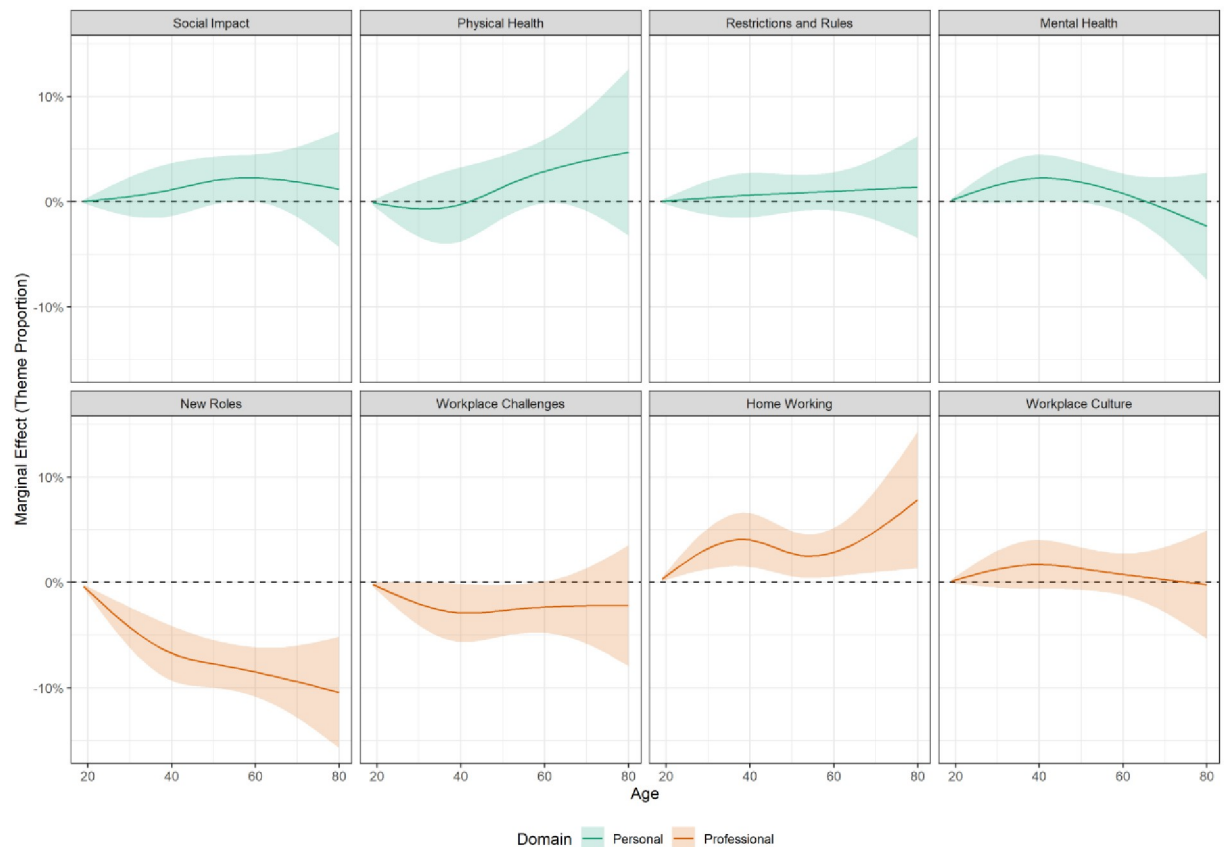 Social Impact
Physical Health
Restrictions and Rules
Mental Health
10%
0%
-10%
Marginal Effect (Theme Proportion)
New Roles
Workplace Challenges
Home Working
Workplace Culture
10%
0%
-10%
20 40 60 80
20 40 60 80
20 40 60 80
20 40 60 80
Age
Domain Personal Professional